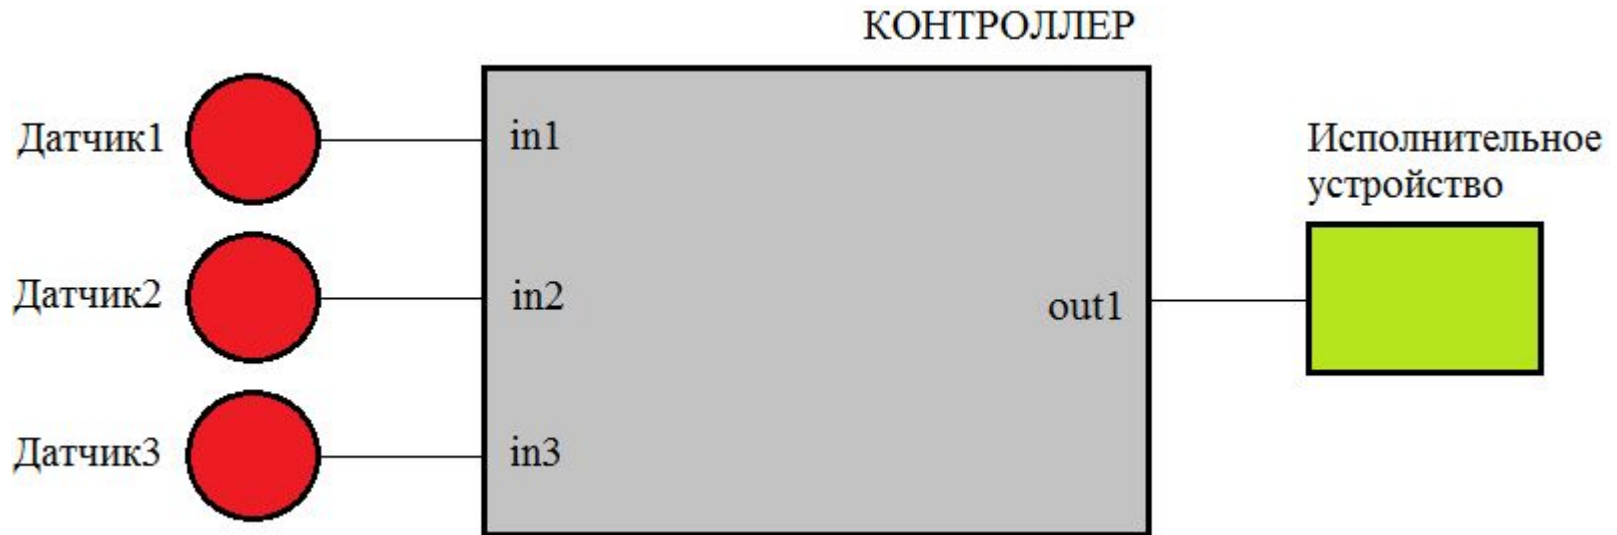 КОНТРОЛЛЕР
Датчик1
in1
Исполнительное
устройство
Датчик2
in2
out1
Датчик3
in3